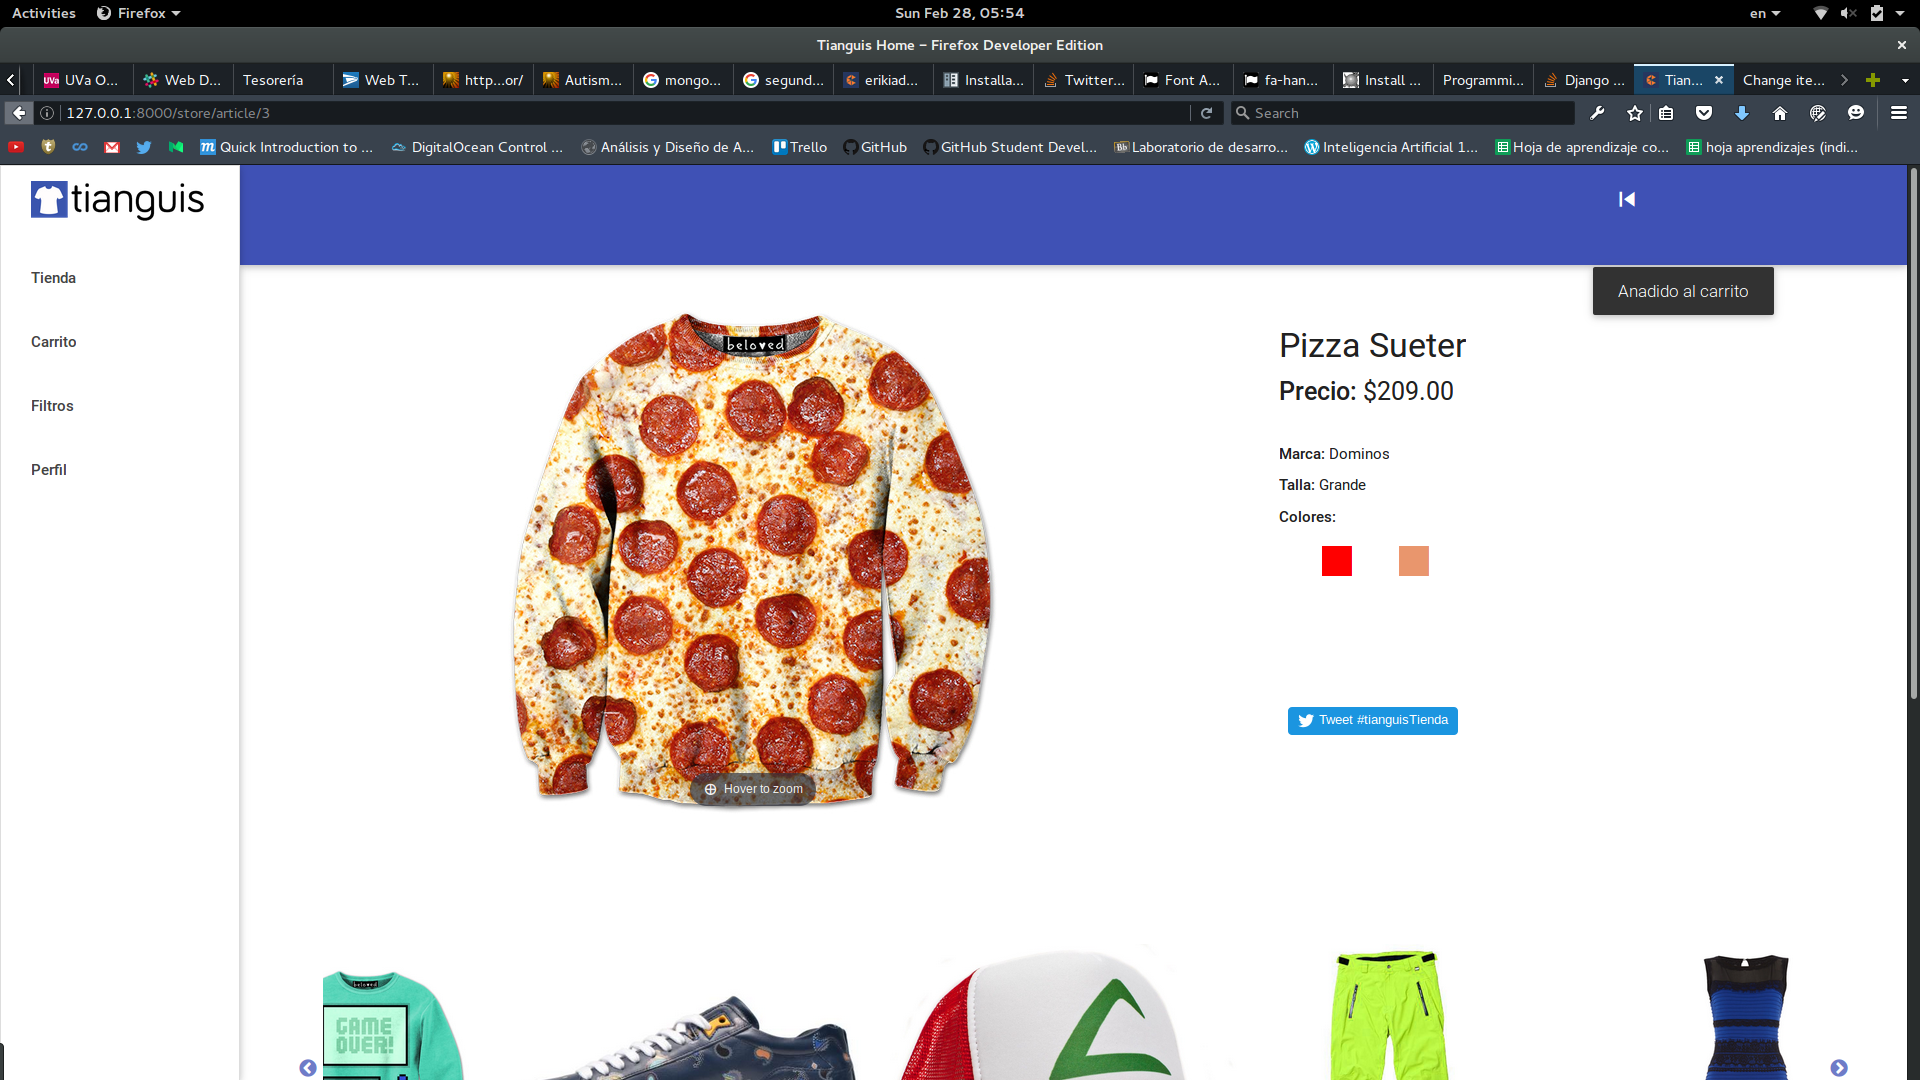 Activities Firefox Sun Feb 28, 05:54 en
Tianguis Home – Firefox Developer Edition
UVa O... Web D... Tesorería Web T... http...or/ Autism... mongo... segund... erikiad... Installa... Twitter... Font A... fa-han... Install ... Programmi... Django ... Tian... Change ite...
127.0.0.1:8000/store/article/3 Search
Quick Introduction to ... DigitalOcean Control ... Análisis y Diseño de A... Trello GitHub GitHub Student Devel... Laboratorio de desarro... Inteligencia Artificial 1... Hoja de aprendizaje co... hoja aprendizajes (indi...
tianguis
Tienda
Carrito
Filtros
Perfil
Anadido al carrito
beloved
Pizza Sueter
Precio: $209.00
Marca: Dominos
Talla: Grande
Colores:
Tweet #tianguisTienda
Hover to zoom
beloved
GAME
OVER!